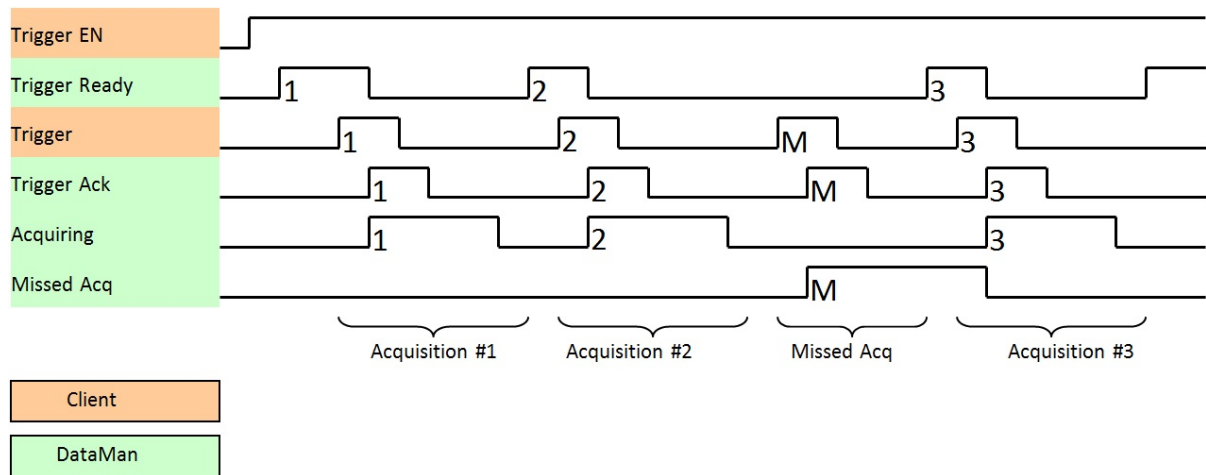 Trigger EN
Trigger Ready 1 2 3
Trigger 1 2 M 3
Trigger Ack 1 2 M 3
Acquiring 1 2 3
Missed Acq M
Acquisition #1 Acquisition #2 Missed Acq Acquisition #3
Client
DataMan